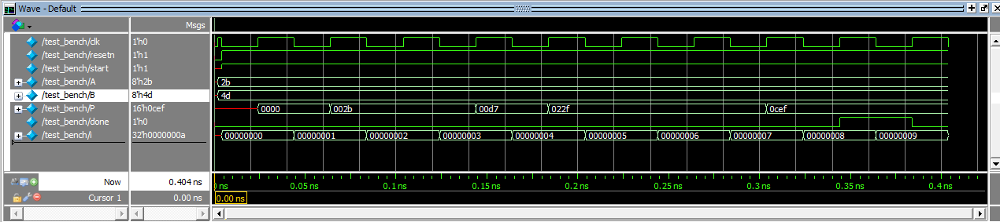 Wave - Default
Msgs
/test_bench/clk 1'h0
/test_bench/resetn 1'h1
/test_bench/start 1'h1
/test_bench/A 8'h2b 2b
/test_bench/B 8'h4d 4d
/test_bench/P 16'h0cef 0000 002b 00d7 022f 0cef
/test_bench/done 1'h0
/test_bench/i 32'h0000000a 00000000 00000001 00000002 00000003 00000004 00000005 00000006 00000007 00000008 00000009
Now 0.404 ns ns 0.05 ns 0.1 ns 0.15 ns 0.2 ns 0.25 ns 0.3 ns 0.35 ns 0.4 ns
Cursor 1 0.00 ns 0.00 ns